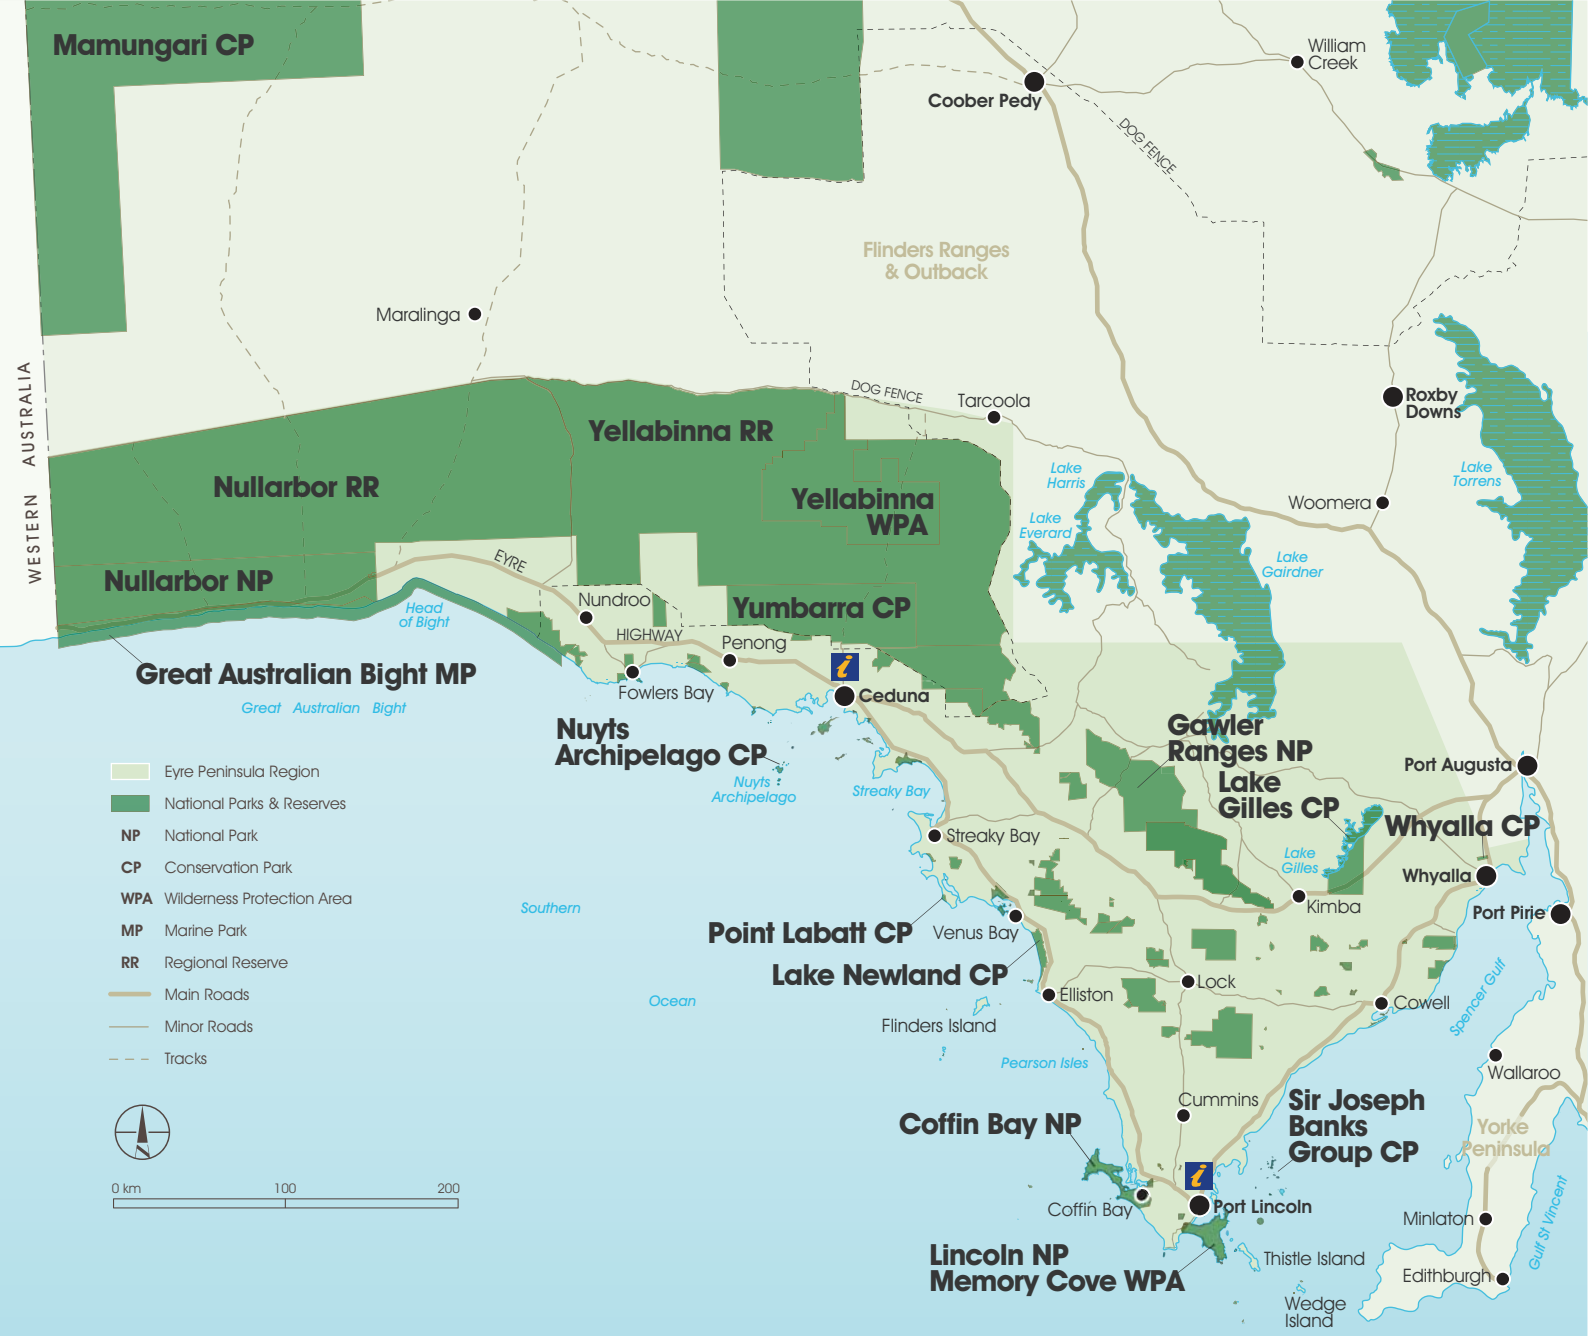 Mamungari CP
William
Creek
Coober Pedy
DOG FENCE
Flinders Ranges
& Outback
Maralinga
WESTERN AUSTRALIA
DOG FENCE
Tarcoola
Roxby
Downs
Yellabinna RR
Nullarbor RR
Lake
Harris
Lake
Torrens
Yellabinna
WPA
Woomera
Lake
Everard
Lake
Gairdner
EYRE
Nullarbor NP
Head
of Bight
Nundroo
Yumbarra CP
HIGHWAY
Penong
i
Great Australian Bight MP
Fowlers Bay
Ceduna
Great Australian Bight
Nuyts
Archipelago CP
Gawler
Ranges NP
Port Augusta
Nuyts
Archipelago
Streaky Bay
Lake
Gilles CP
Whyalla CP
Streaky Bay
Lake
Gilles
Whyalla
Kimba
Port Pirie
Southern
Point Labatt CP
Venus Bay
Lake Newland CP
Lock
Elliston
Cowell
Ocean
Flinders Island
Spencer Gulf
Pearson Isles
Wallaroo
Cummins
Coffin Bay NP
Sir Joseph
Banks
Group CP
Yorke
Peninsula
i
Coffin Bay
Port Lincoln
Minlaton
Gulf St Vincent
Lincoln NP
Memory Cove WPA
Thistle Island
Edithburgh
Wedge
Island
Eyre Peninsula Region
National Parks & Reserves
NP National Park
CP Conservation Park
WPA Wilderness Protection Area
MP Marine Park
RR Regional Reserve
Main Roads
Minor Roads
Tracks
N
0 km 100 200